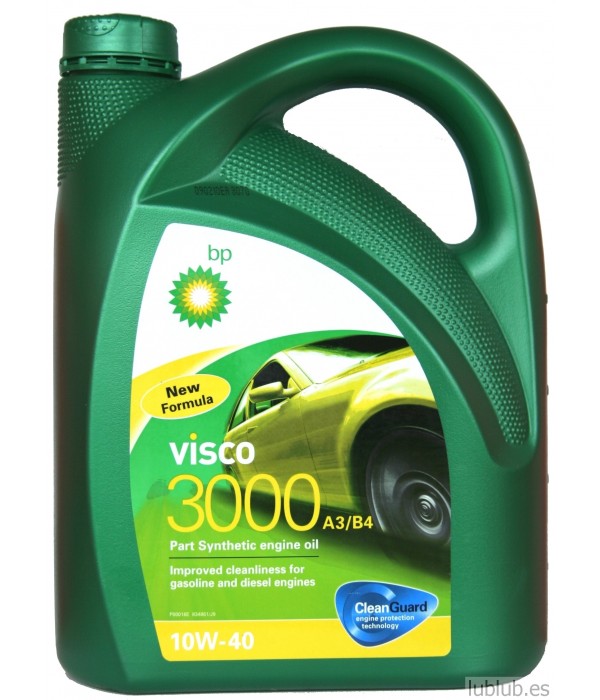 bp
New
Formula
visco
3000 A3/B4
Part Synthetic engine oil
Improved cleanliness for
gasoline and diesel engines
CleanGuard
engine protection
technology
10W-40
lublub.es